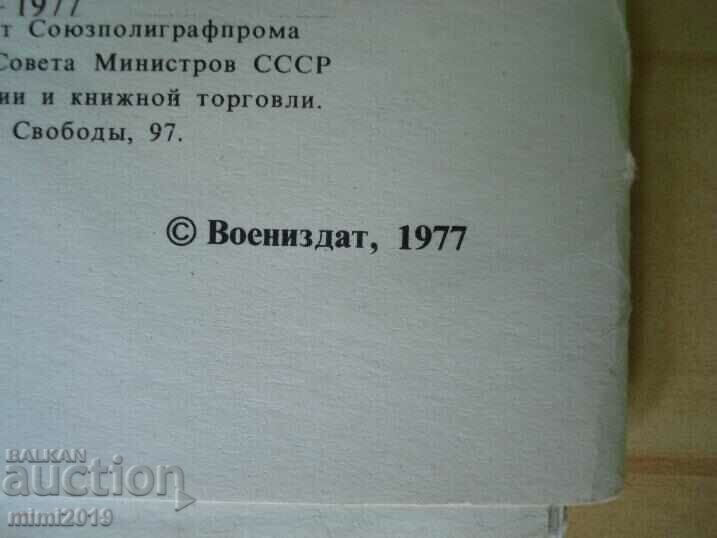 - 1977
т Союзполиграфпрома
Совета Министров СССР
ии и книжной торговли.
Свободы, 97.
© Воениздат, 1977
BALKAN
auction
mimi2019